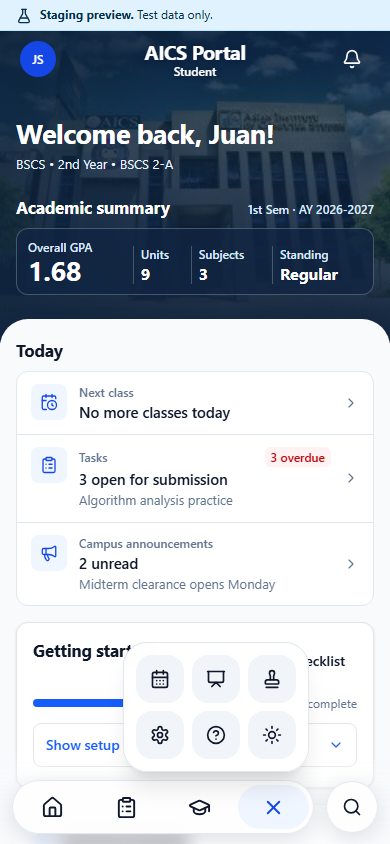 Staging preview. Test data only.
JS
AICS Portal
Student
Welcome back, Juan!
BSCS • 2nd Year • BSCS 2-A
Academic summary
1st Sem · AY 2026-2027
Overall GPA
1.68
Units
9
Subjects
3
Standing
Regular
Today
Next class
No more classes today
Tasks
3 overdue
3 open for submission
Algorithm analysis practice
Campus announcements
2 unread
Midterm clearance opens Monday
Getting
complete
Show setup